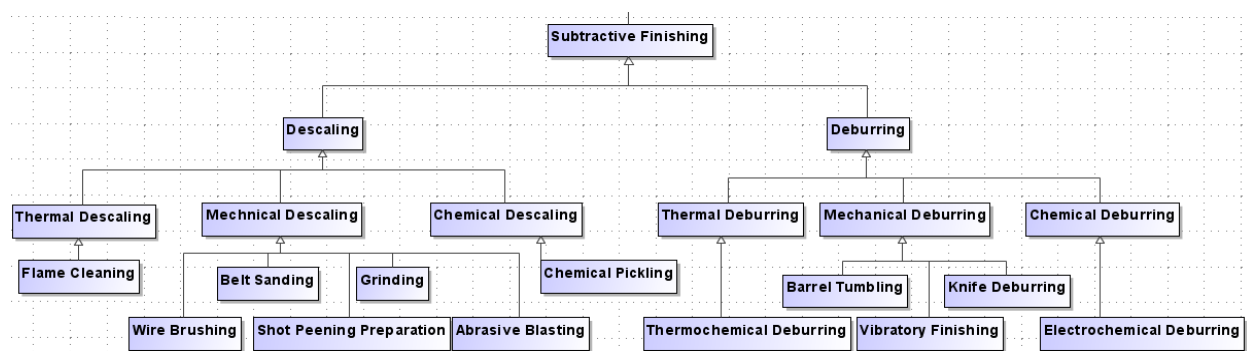 Subtractive Finishing
Descaling
Deburring
Thermal Descaling
Mechnical Descaling
Chemical Descaling
Thermal Deburring
Mechanical Deburring
Chemical Deburring
Flame Cleaning
Belt Sanding
Grinding
Chemical Pickling
Barrel Tumbling
Knife Deburring
Wire Brushing
Shot Peening Preparation
Abrasive Blasting
Thermochemical Deburring
Vibratory Finishing
Electrochemical Deburring